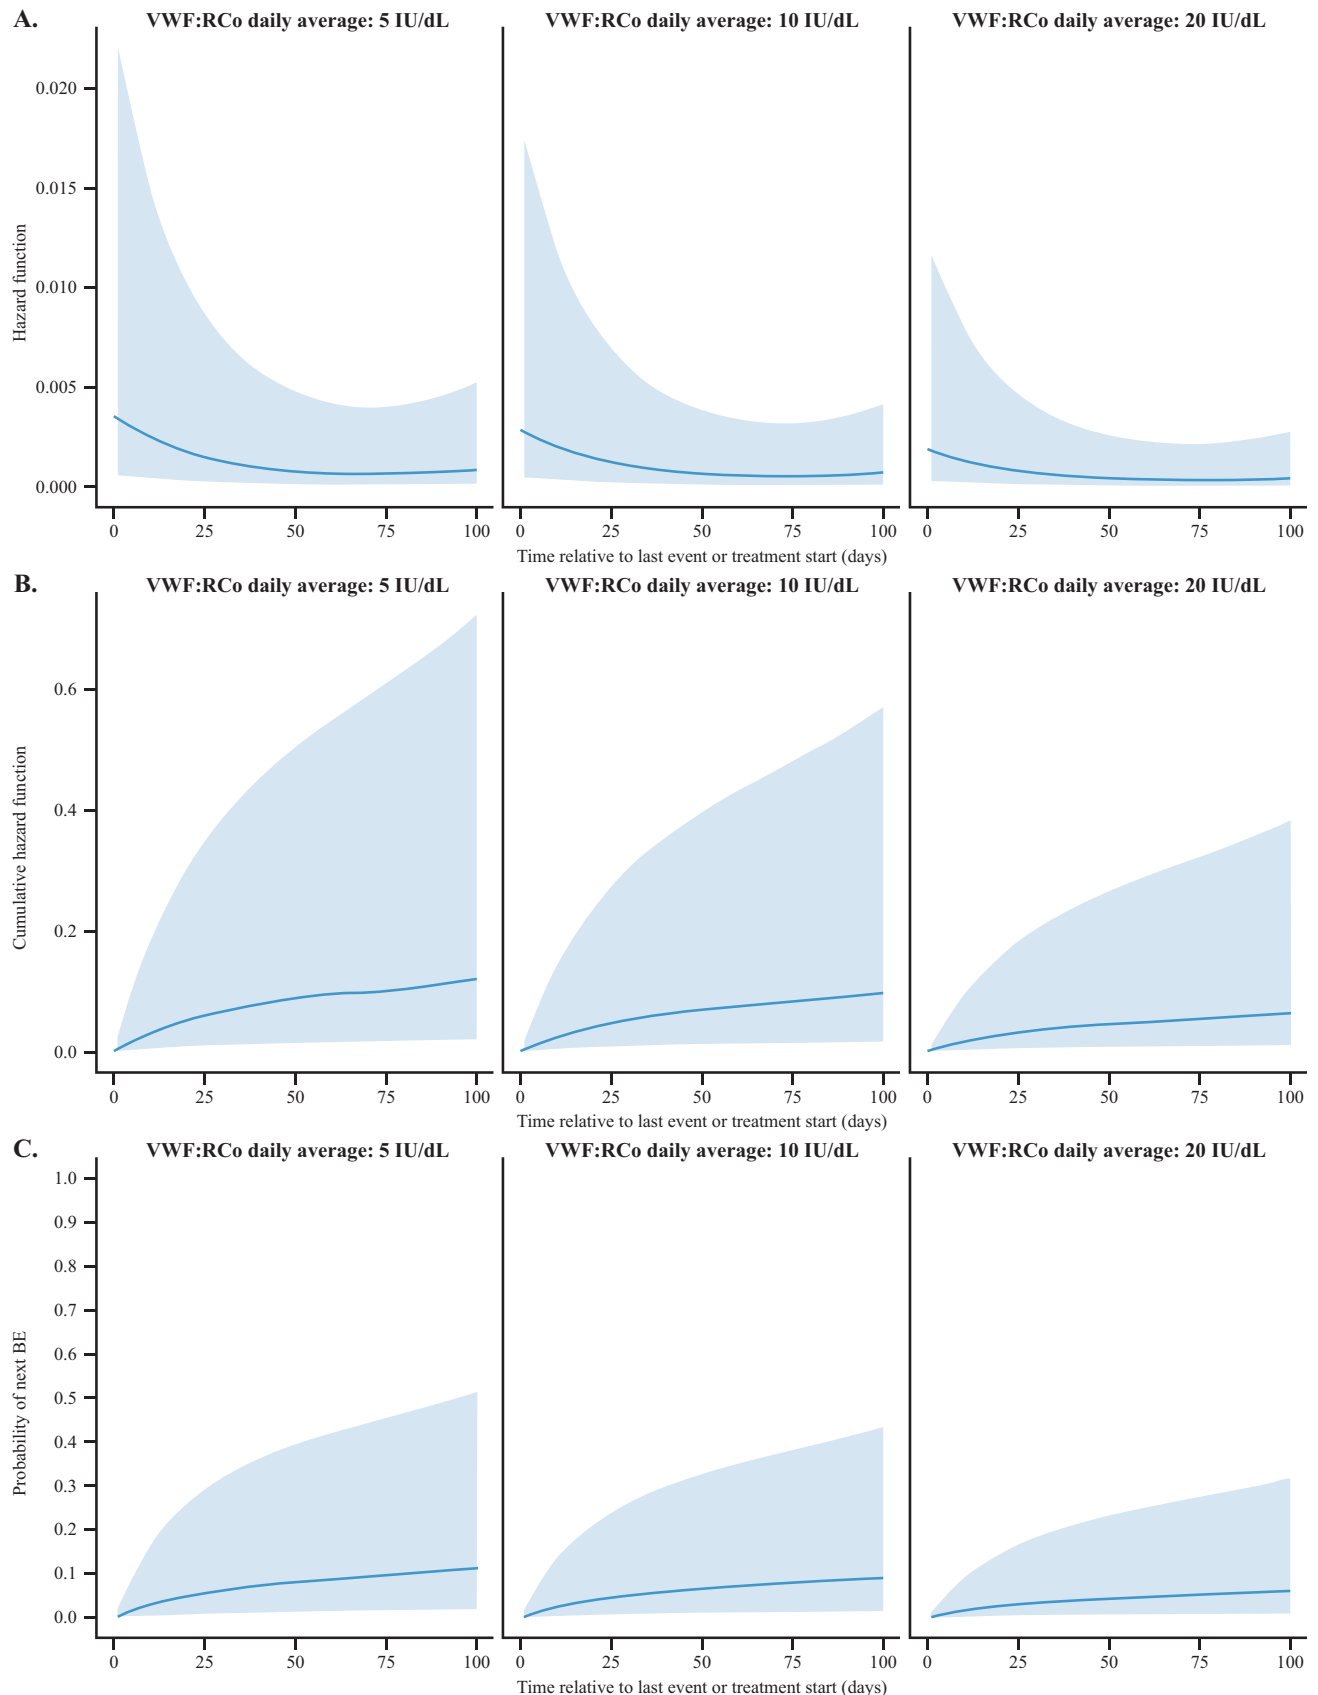 A.
VWF:RCo daily average: 5 IU/dL VWF:RCo daily average: 10 IU/dL VWF:RCo daily average: 20 IU/dL
Hazard function
0.020
0.015
0.010
0.005
0.000
0 25 50 75 100 0 25 50 75 100 0 25 50 75 100
Time relative to last event or treatment start (days)
B.
VWF:RCo daily average: 5 IU/dL VWF:RCo daily average: 10 IU/dL VWF:RCo daily average: 20 IU/dL
Cumulative hazard function
0.6
0.4
0.2
0.0
0 25 50 75 100 0 25 50 75 100 0 25 50 75 100
Time relative to last event or treatment start (days)
C.
VWF:RCo daily average: 5 IU/dL VWF:RCo daily average: 10 IU/dL VWF:RCo daily average: 20 IU/dL
Probability of next BE
1.0
0.9
0.8
0.7
0.6
0.5
0.4
0.3
0.2
0.1
0.0
0 25 50 75 100 0 25 50 75 100 0 25 50 75 100
Time relative to last event or treatment start (days)